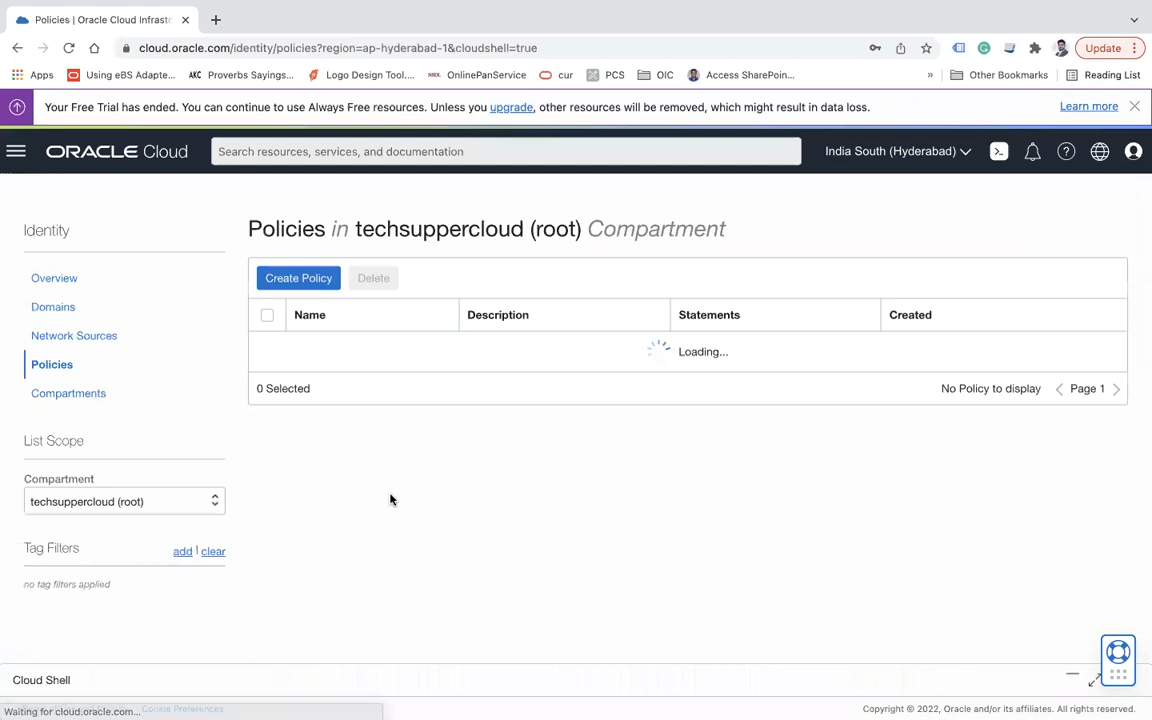 Policies | Oracle Cloud Infrast
cloud.oracle.com/identity/policies?region=ap-hyderabad-1&cloudshell=true
Update
Apps
Using eBS Adapte...
AKC Proverbs Sayings...
Logo Design Tool....
OnlinePanService
cur
PCS
OIC
Access SharePoin...
»
Other Bookmarks
Reading List
Your Free Trial has ended. You can continue to use Always Free resources. Unless you upgrade, other resources will be removed, which might result in data loss.
Learn more
ORACLE Cloud
Search resources, services, and documentation
India South (Hyderabad)
Identity
Overview
Domains
Network Sources
Policies
Compartments
List Scope
Compartment
techsuppercloud (root)
Tag Filters
add | clear
no tag filters applied
Policies in techsuppercloud (root) Compartment
Create Policy
Delete
Name
Description
Statements
Created
Loading...
0 Selected
No Policy to display
Page 1
Cloud Shell
Waiting for cloud.oracle.com...
Cookie Preferences
Copyright © 2022, Oracle and/or its affiliates. All rights reserved.